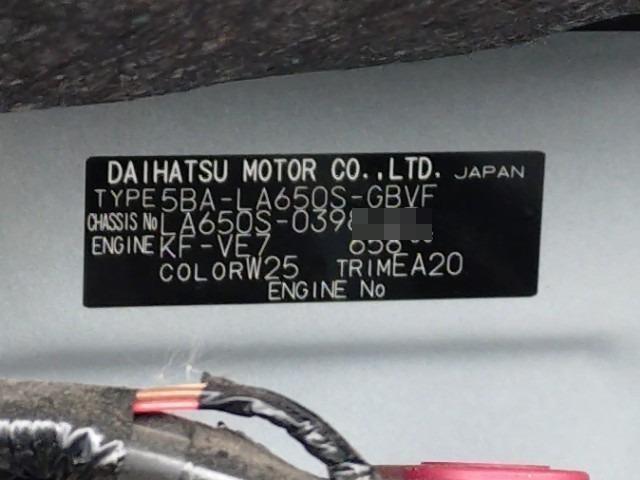 DAIHATSU MOTOR CO.,LTD. JAPAN
TYPE 5BA-LA650S-GBVF
CHASSIS No LA650S-039
ENGINE KF-VE7 658 cc
COLOR W25 TRIM EA20
ENGINE No